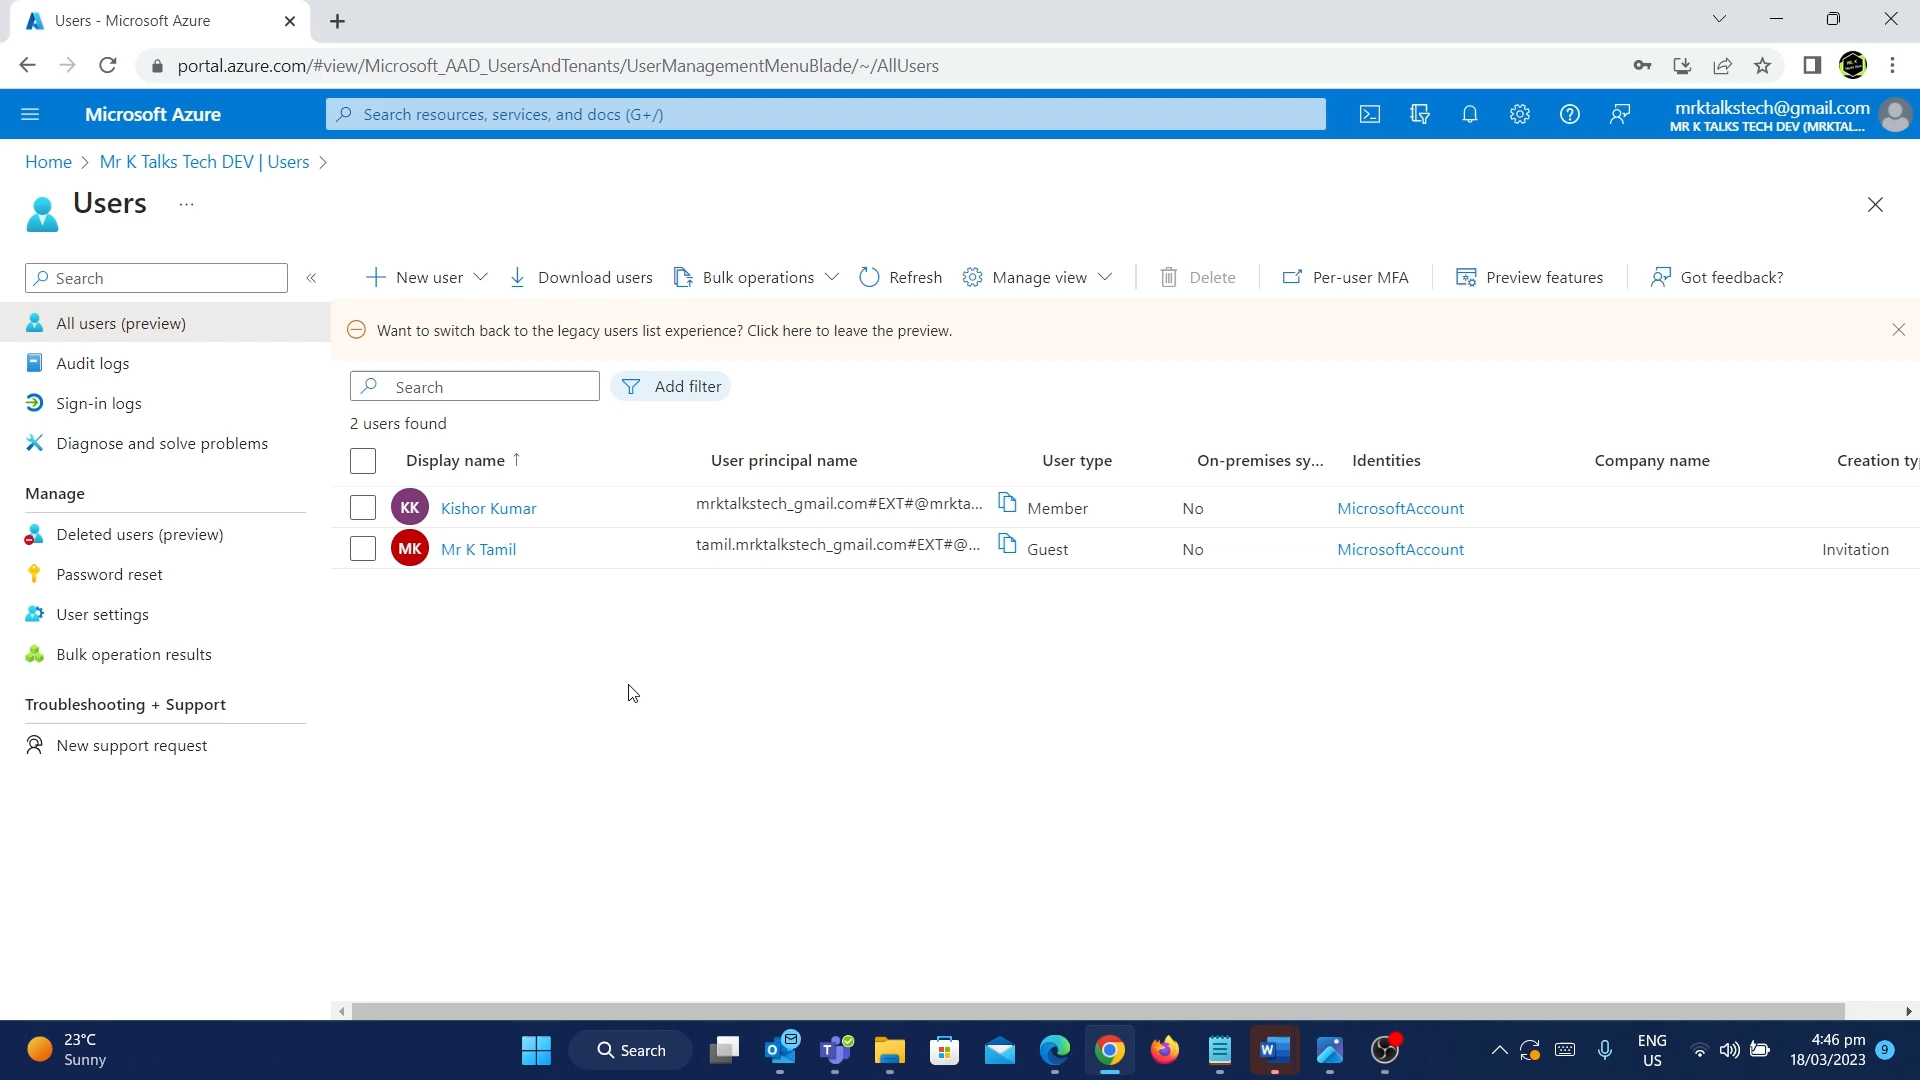 Users - Microsoft Azure
portal.azure.com/#view/Microsoft_AAD_UsersAndTenants/UserManagementMenuBlade/~/AllUsers
Microsoft Azure
Search resources, services, and docs (G+/)
mrktalkstech@gmail.com
MR K TALKS TECH DEV (MRKTAL...
Home > Mr K Talks Tech DEV | Users >
Users ...
Search
New user
Download users
Bulk operations
Refresh
Manage view
Delete
Per-user MFA
Preview features
Got feedback?
All users (preview)
Audit logs
Sign-in logs
Diagnose and solve problems
Manage
Deleted users (preview)
Password reset
User settings
Bulk operation results
Troubleshooting + Support
New support request
Want to switch back to the legacy users list experience? Click here to leave the preview.
Search
Add filter
2 users found
Display name ↑ User principal name User type On-premises sy... Identities Company name Creation ty
KK Kishor Kumar mrktalkstech_gmail.com#EXT#@mrkta... Member No MicrosoftAccount
MK Mr K Tamil tamil.mrktalkstech_gmail.com#EXT#@... Guest No MicrosoftAccount Invitation
23°C
Sunny
Search
ENG
US
4:46 pm
18/03/2023
9